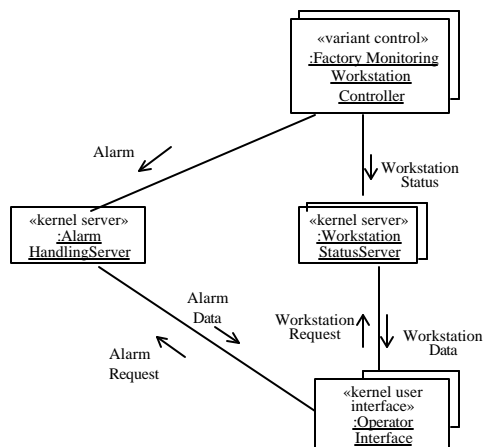 «variant control»
:Factory Monitoring
Workstation
Controller
Alarm
Workstation
Status
«kernel server»
:Alarm
HandlingServer
«kernel server»
:Workstation
StatusServer
Alarm
Data
Workstation
Request
Workstation
Data
Alarm
Request
«kernel user
interface»
:Operator
Interface